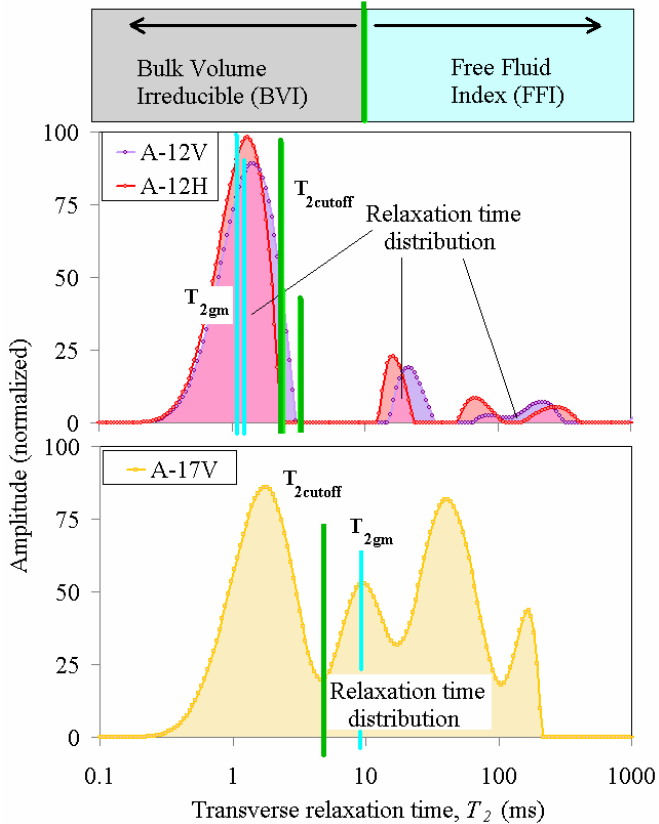 Bulk Volume
Irreducible (BVI)
Free Fluid
Index (FFI)
100
75
50
25
0
A-12V
A-12H
T2cutoff
Relaxation time
distribution
T2gm
Amplitude (normalized)
100
75
50
25
0
A-17V
T2cutoff
T2gm
Relaxation time
distribution
0.1 1 10 100 1000
Transverse relaxation time, T2 (ms)